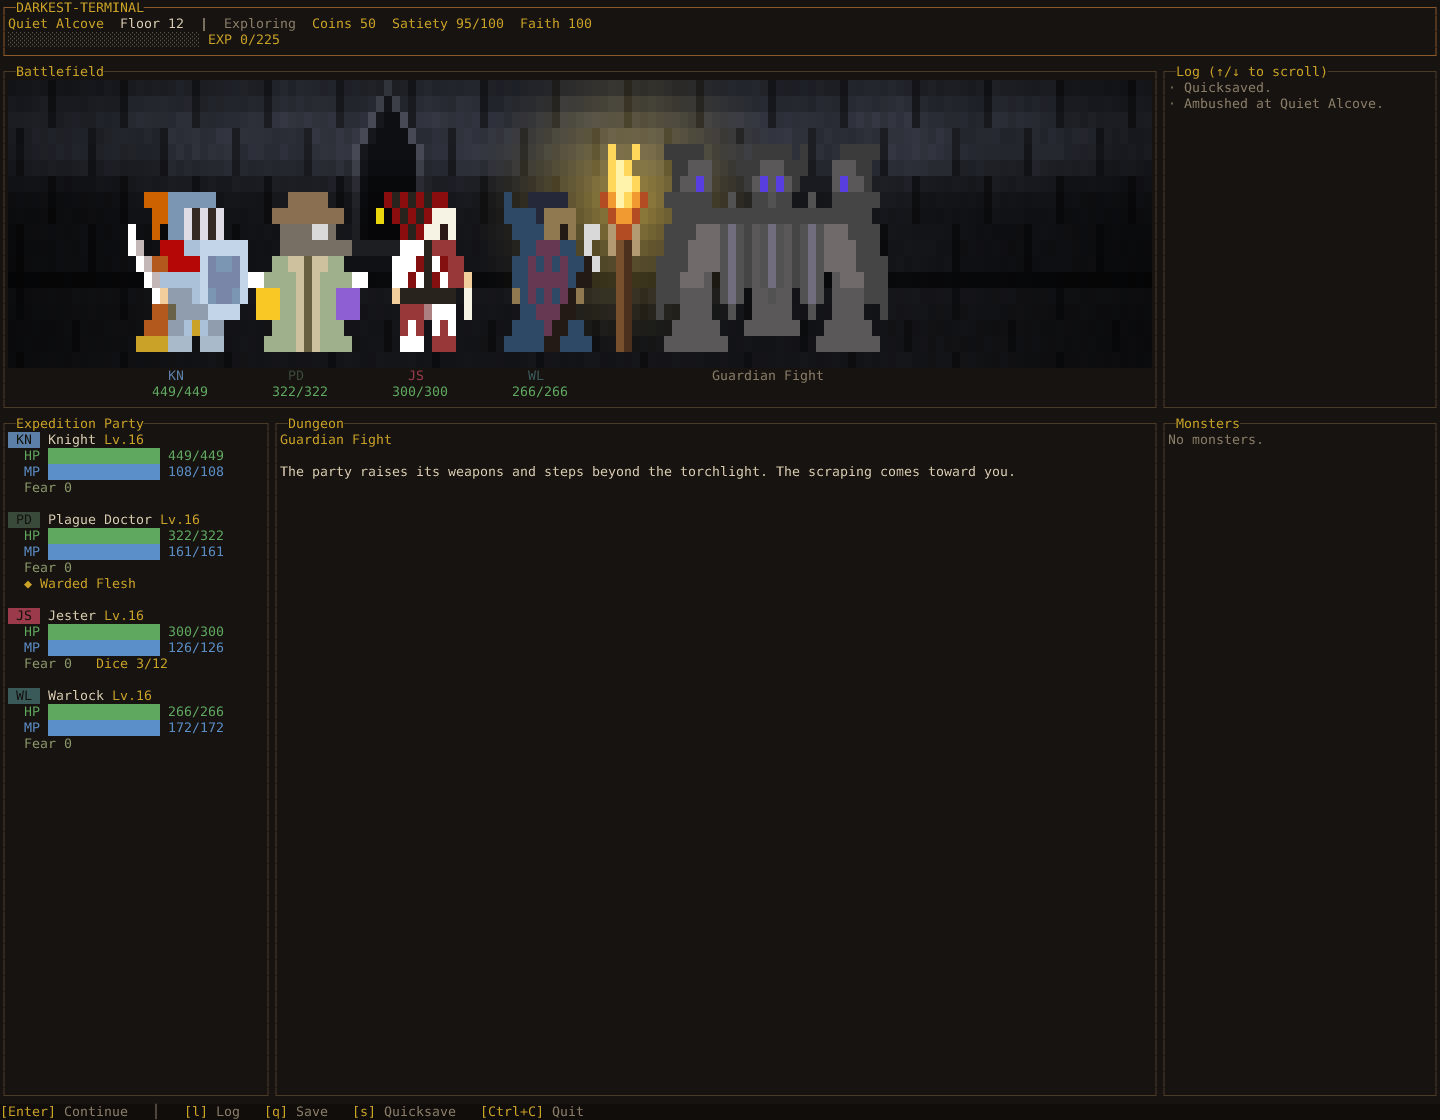 DARKEST-TERMINAL
Quiet Alcove  Floor 12  |  Exploring  Coins 50  Satiety 95/100  Faith 100
EXP 0/225
Battlefield
KN PD JS WL Guardian Fight
449/449 322/322 300/300 266/266
Log (↑/↓ to scroll)
· Quicksaved.
· Ambushed at Quiet Alcove.
Expedition Party
KN Knight Lv.16
HP 449/449
MP 108/108
Fear 0
PD Plague Doctor Lv.16
HP 322/322
MP 161/161
Fear 0
◆ Warded Flesh
JS Jester Lv.16
HP 300/300
MP 126/126
Fear 0   Dice 3/12
WL Warlock Lv.16
HP 266/266
MP 172/172
Fear 0
Dungeon
Guardian Fight
The party raises its weapons and steps beyond the torchlight. The scraping comes toward you.
Monsters
No monsters.
[Enter] Continue  |  [l] Log  [q] Save  [s] Quicksave  [Ctrl+C] Quit